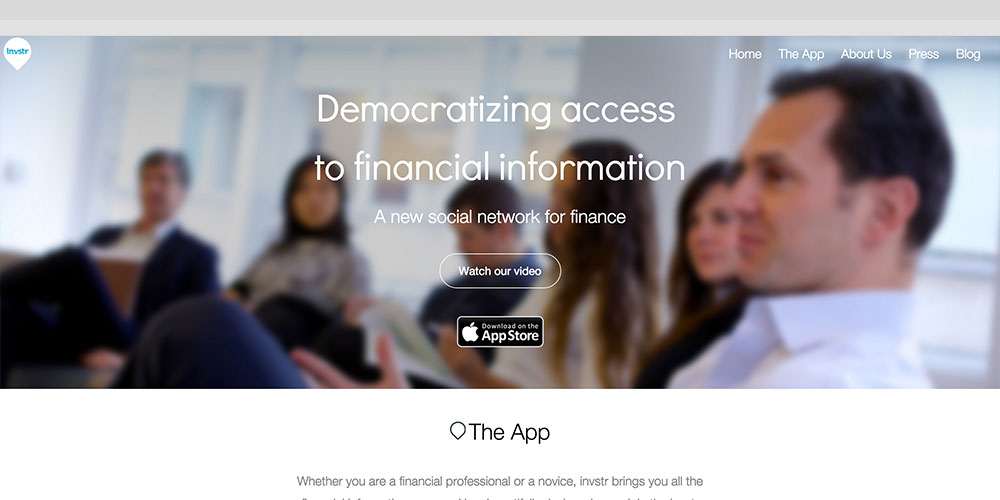 Invstr
Home The App About Us Press Blog
Democratizing access
to financial information
A new social network for finance
Watch our video
Download on the
App Store
The App
Whether you are a financial professional or a novice, invstr brings you all the